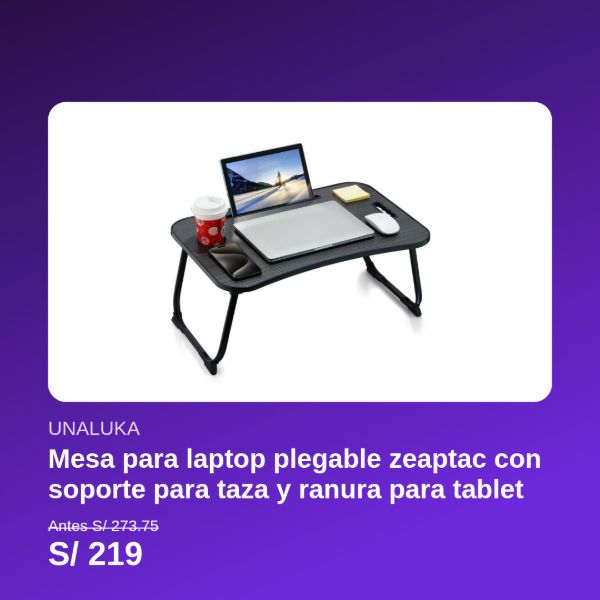 UNALUKA
Mesa para laptop plegable zeaptac con
soporte para taza y ranura para tablet
Antes S/ 273.75
S/ 219